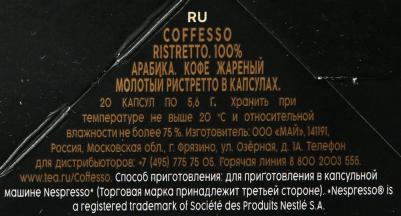 RU
COFFESSO
RISTRETTO. 100%
АРАБИКА. КОФЕ ЖАРЕНЫЙ
МОЛОТЫЙ РИСТРЕТТО В КАПСУЛАХ.
20 КАПСУЛ ПО 5,6 Г. ХРАНИТЬ ПРИ
ТЕМПЕРАТУРЕ НЕ ВЫШЕ 20 °С И ОТНОСИТЕЛЬНОЙ
ВЛАЖНОСТИ НЕ БОЛЕЕ 75 %. ИЗГОТОВИТЕЛЬ: ООО «МАЙ», 141191,
РОССИЯ, МОСКОВСКАЯ ОБЛ., Г. ФРЯЗИНО, УЛ. ОЗЁРНАЯ, Д. 1А. ТЕЛЕФОН
ДЛЯ ДИСТРИБЬЮТОРОВ: +7 (495) 775 75 05. ГОРЯЧАЯ ЛИНИЯ 8 800 2003 555.
www.tea.ru/Coffesso. Способ приготовления: для приготовления в капсульной
машине Nespresso* (Торговая марка принадлежит третьей стороне). *Nespresso® is
a registered trademark of Société des Produits Nestlé S.A.